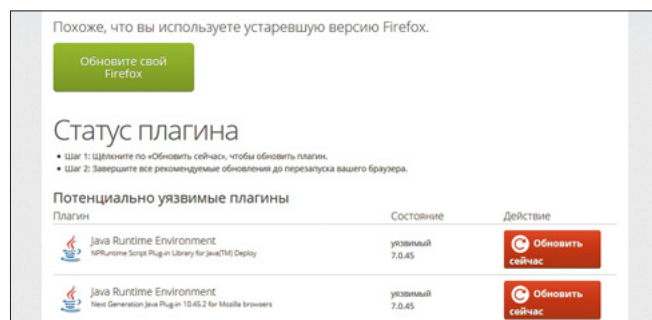 Похоже, что вы используете устаревшую версию Firefox.
Обновите свой
Firefox
Статус плагина
• Шаг 1: Щёлкните по «Обновить сейчас», чтобы обновить плагин.
• Шаг 2: Завершите все рекомендуемые обновления до перезапуска вашего браузера.
Потенциально уязвимые плагины
Плагин Состояние Действие
Java Runtime Environment
NPRuntime Script Plug-in Library for Java(TM) Deploy
уязвимый
7.0.45
Обновить
сейчас
Java Runtime Environment
Next Generation Java Plug-in 10.45.2 for Mozilla browsers
уязвимый
7.0.45
Обновить
сейчас